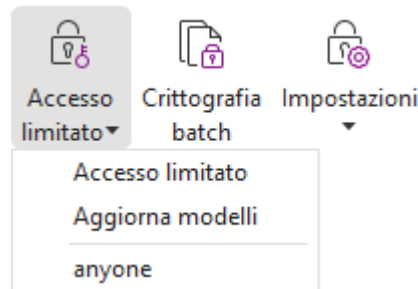 Accesso limitato▾
Crittografia batch
Impostazioni
Accesso limitato
Aggiorna modelli
anyone